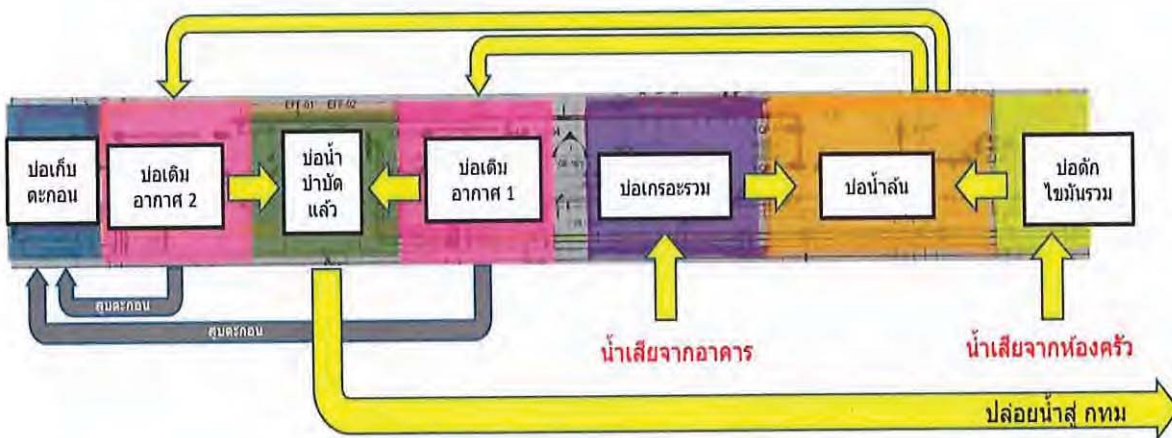 EFF-01 EFF-02
บ่อเก็บ
ตะกอน
บ่อเติม
อากาศ 2
บ่อน้ำ
บำบัด
แล้ว
บ่อเติม
อากาศ 1
บ่อเกรอะรวม
บ่อน้ำล้น
บ่อดัก
ไขมันรวม
สูบตะกอน
สูบตะกอน
น้ำเสียจากอาคาร
น้ำเสียจากห้องครัว
ปล่อยน้ำสู่ กทม